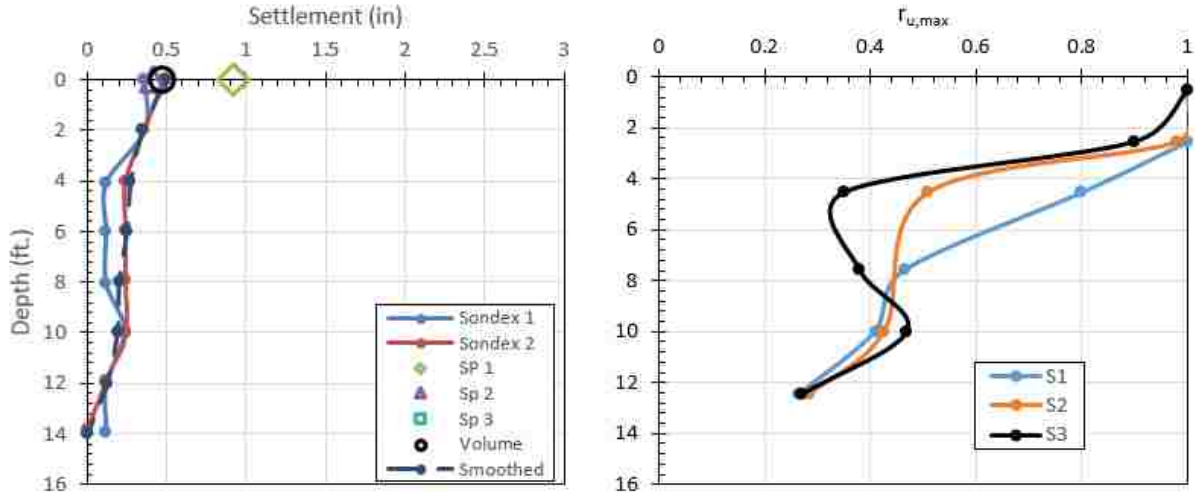 Settlement (in)
0 0.5 1 1.5 2 2.5 3
Depth (ft.)
0
2
4
6
8
10
12
14
16
Sondex 1
Sondex 2
SP 1
Sp 2
Sp 3
Volume
Smoothed
ru,max
0 0.2 0.4 0.6 0.8 1
0
2
4
6
8
10
12
14
16
S1
S2
S3